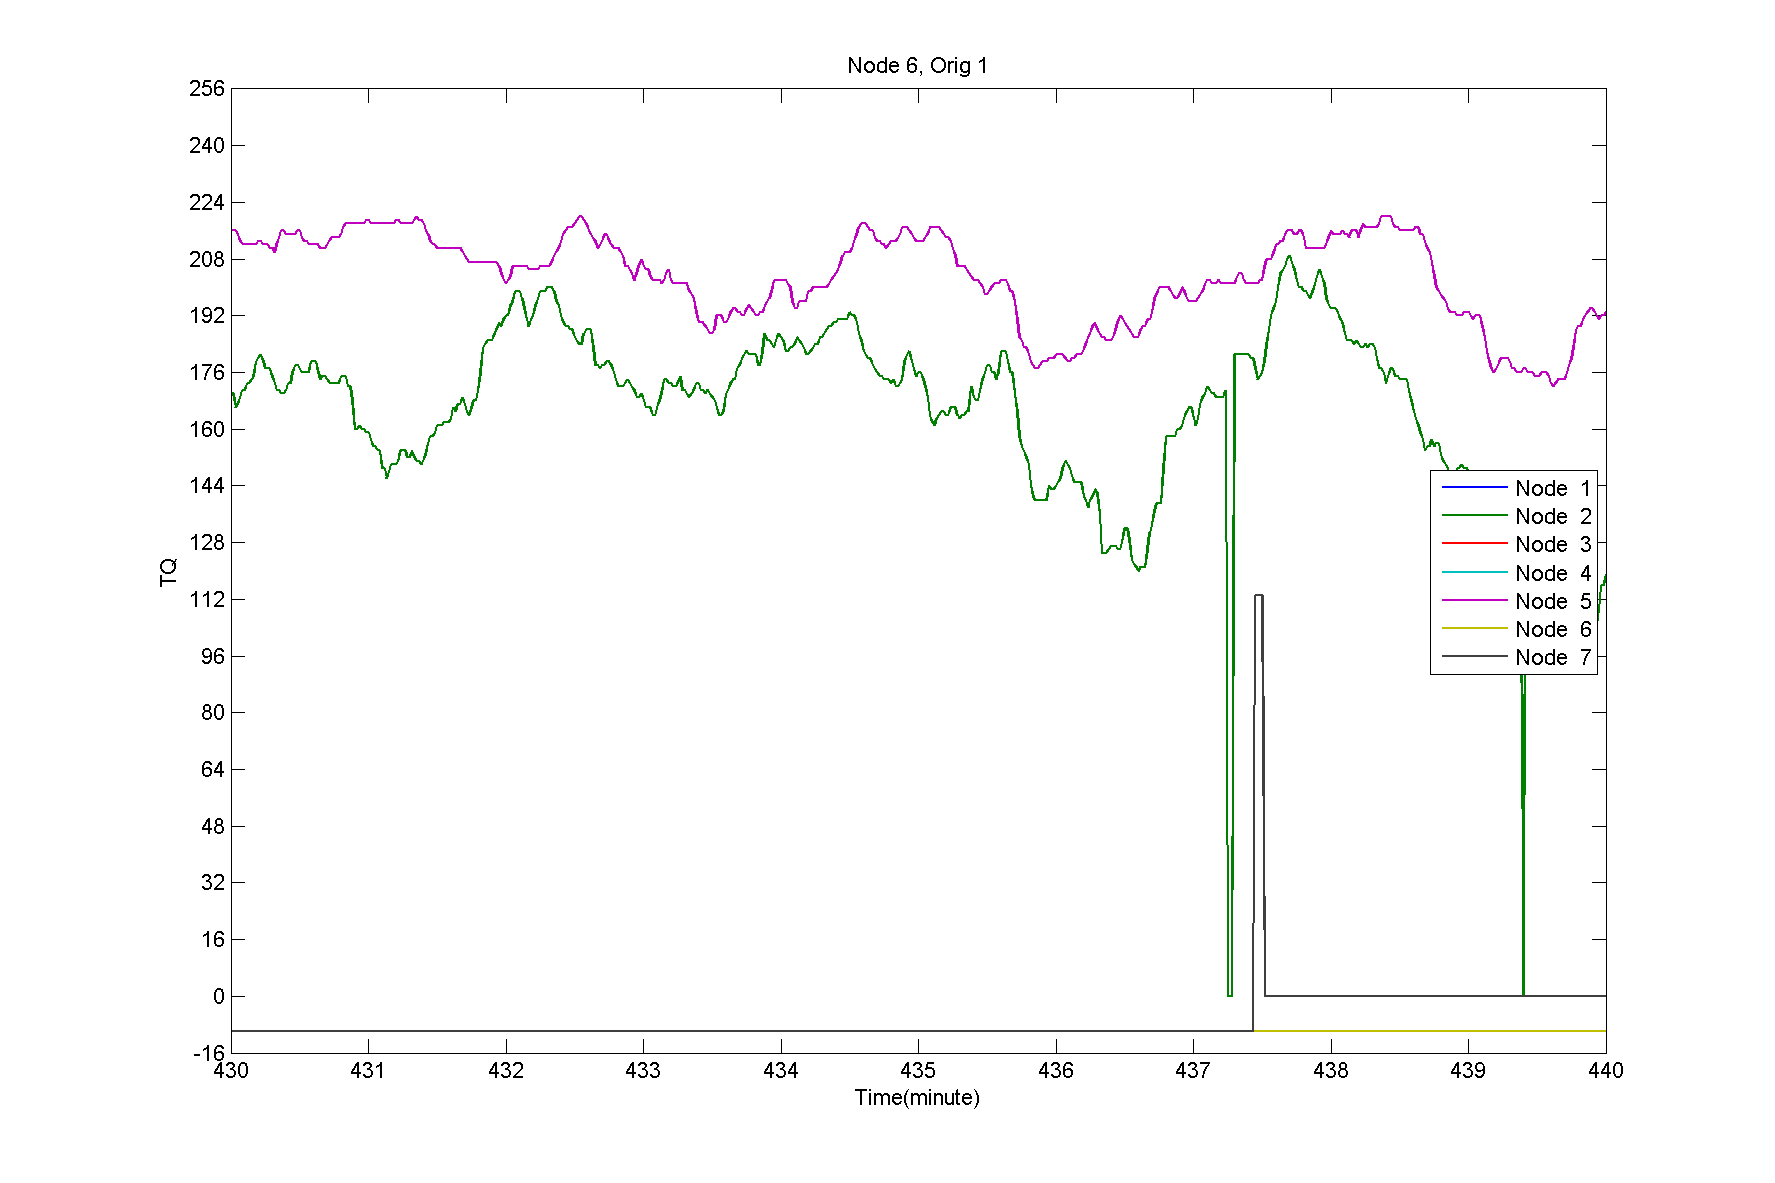 Node 6, Orig 1
256
240
224
208
192
176
160
144
128
112
96
80
64
48
32
16
0
-16
TQ
Node 1
Node 2
Node 3
Node 4
Node 5
Node 6
Node 7
430 431 432 433 434 435 436 437 438 439 440
Time(minute)